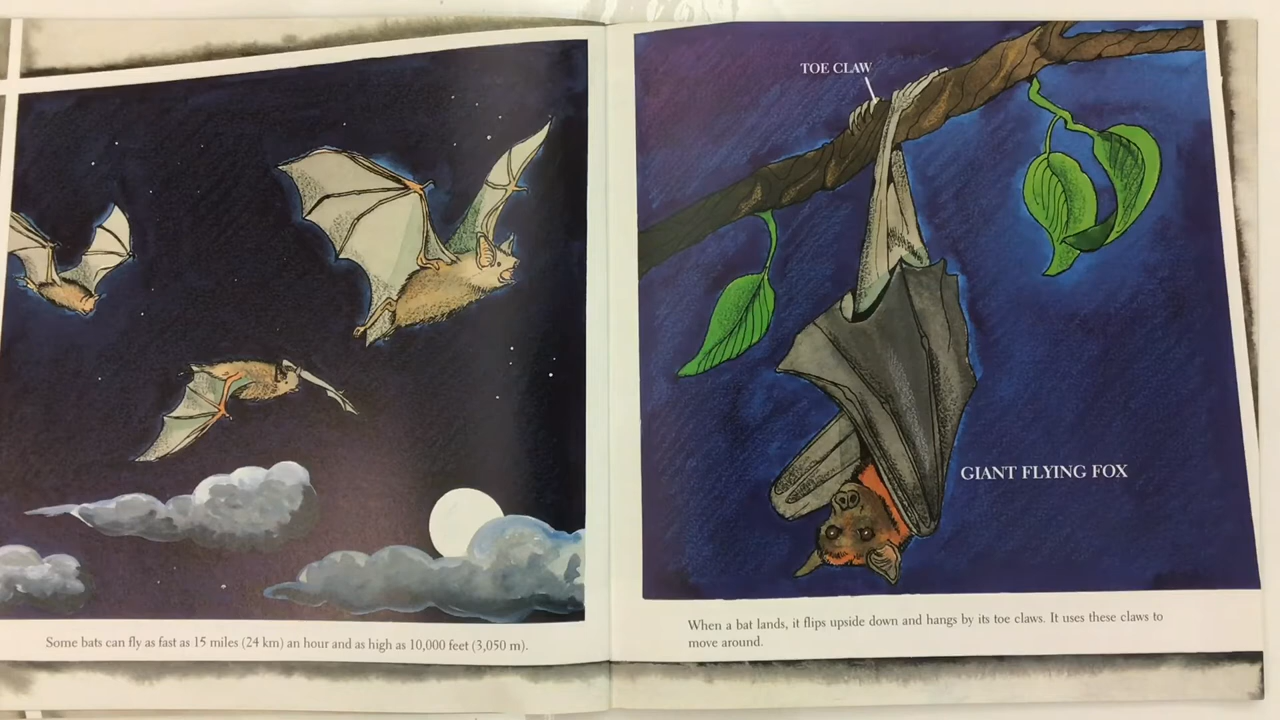 Some bats can fly as fast as 15 miles (24 km) an hour and as high as 10,000 feet (3,050 m).
TOE CLAW
GIANT FLYING FOX
When a bat lands, it flips upside down and hangs by its toe claws. It uses these claws to
move around.